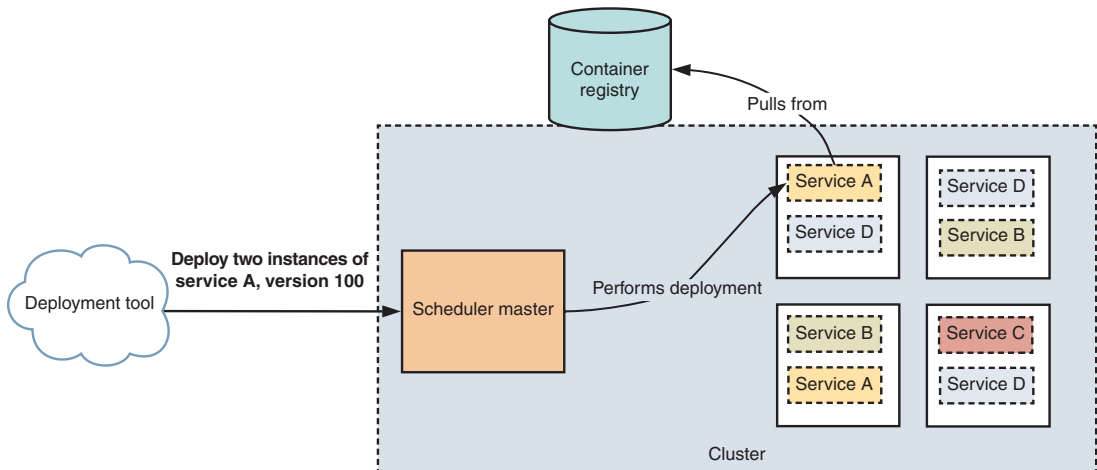 Container
registry
Pulls from
Service A
Service D
Service D
Service B
Deploy two instances of
service A, version 100
Deployment tool
Scheduler master
Performs deployment
Service B
Service A
Service C
Service D
Cluster